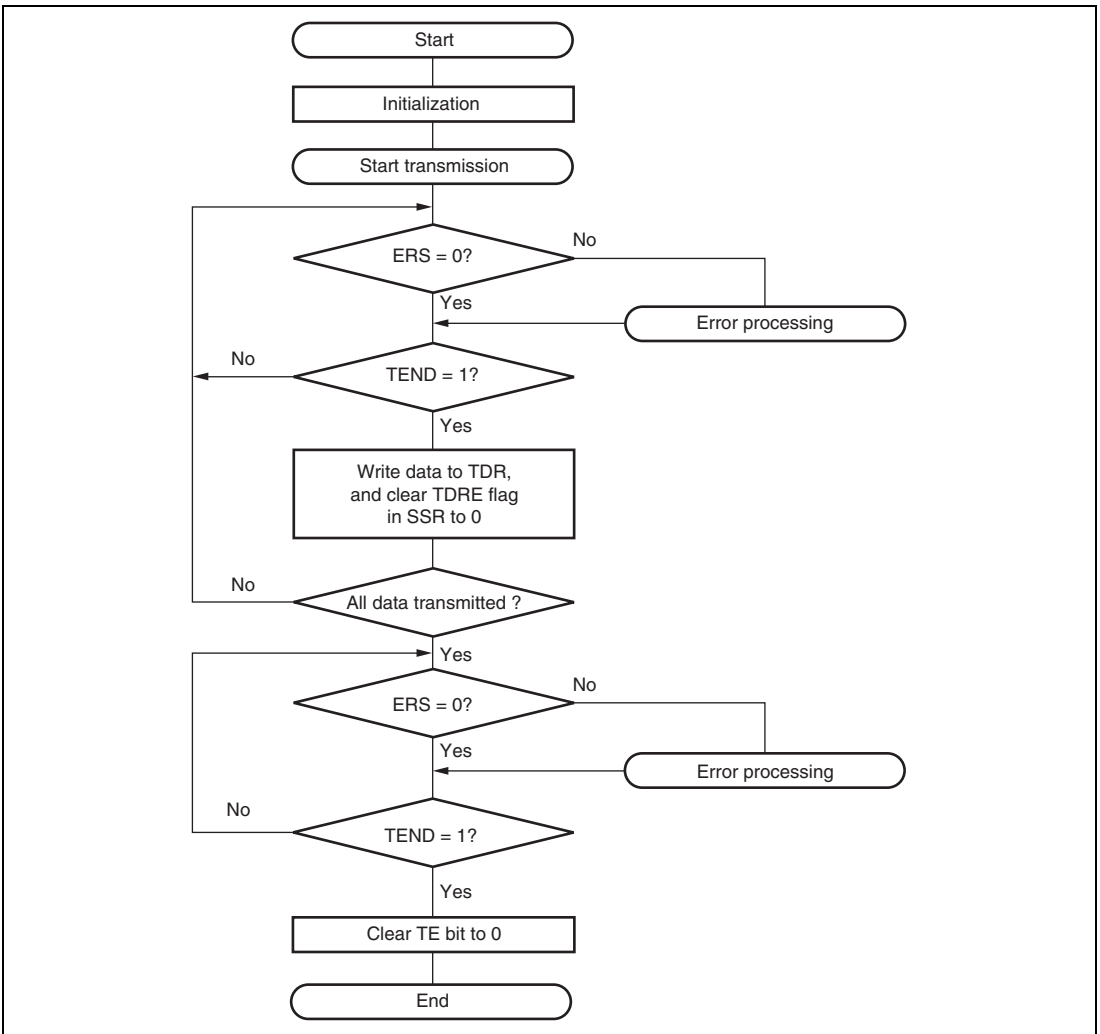 Start
Initialization
Start transmission
ERS = 0?
No
Yes
Error processing
No
TEND = 1?
Yes
Write data to TDR,
and clear TDRE flag
in SSR to 0
No
All data transmitted ?
Yes
ERS = 0?
No
Yes
Error processing
No
TEND = 1?
Yes
Clear TE bit to 0
End